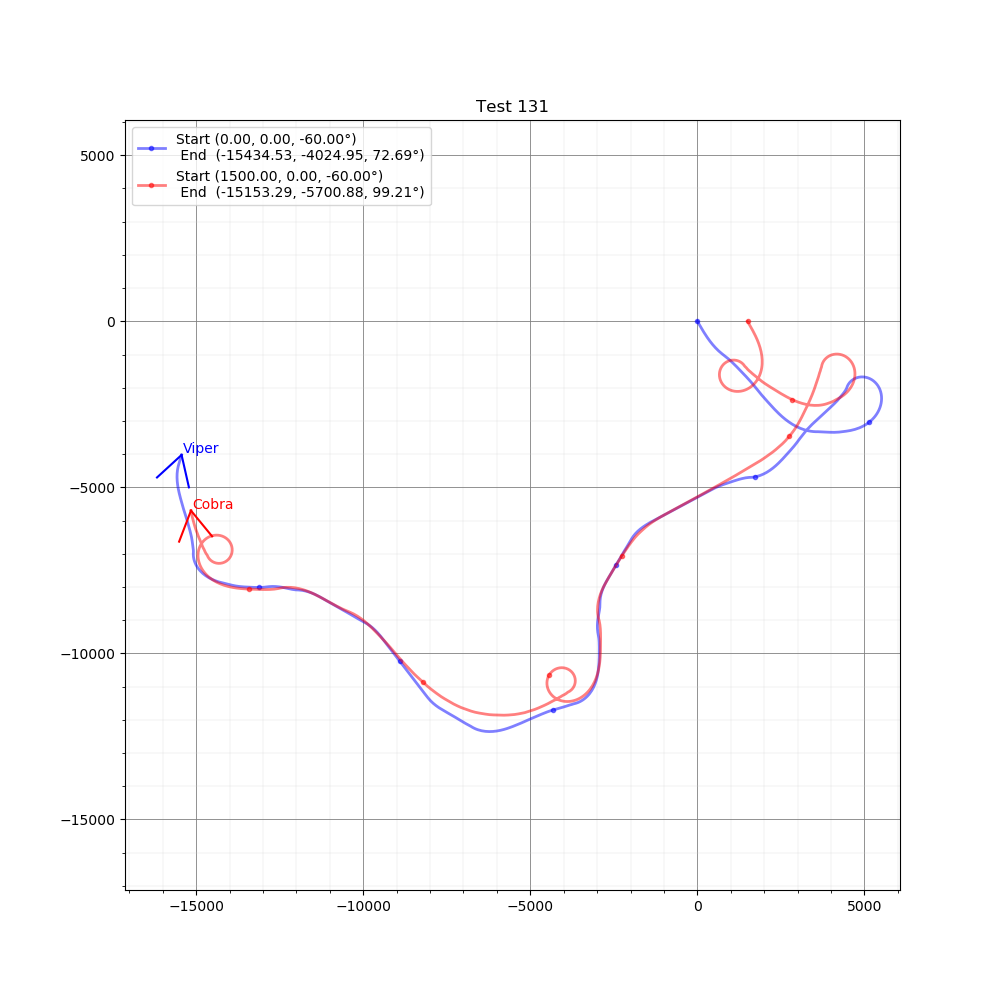 Test 131
Start (0.00, 0.00, -60.00°)
End  (-15434.53, -4024.95, 72.69°)
Start (1500.00, 0.00, -60.00°)
End  (-15153.29, -5700.88, 99.21°)
5000
0
−5000
−10000
−15000
Viper
Cobra
−15000
−10000
−5000
0
5000